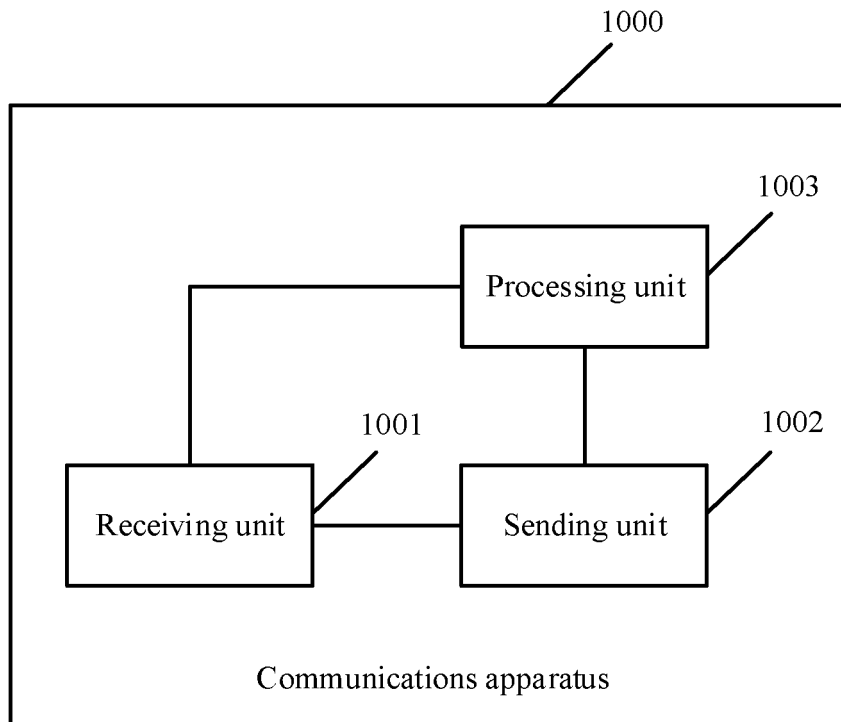 1000
1003
Processing unit
1001
1002
Receiving unit
Sending unit
Communications apparatus